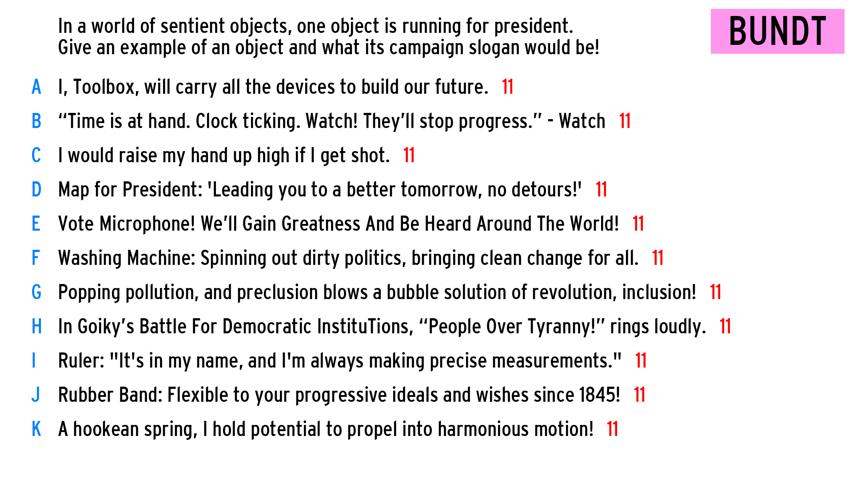 In a world of sentient objects, one object is running for president.
Give an example of an object and what its campaign slogan would be!
BUNDT
A I, Toolbox, will carry all the devices to build our future. 11
B “Time is at hand. Clock ticking. Watch! They’ll stop progress.” - Watch 11
C I would raise my hand up high if I get shot. 11
D Map for President: 'Leading you to a better tomorrow, no detours!' 11
E Vote Microphone! We’ll Gain Greatness And Be Heard Around The World! 11
F Washing Machine: Spinning out dirty politics, bringing clean change for all. 11
G Popping pollution, and preclusion blows a bubble solution of revolution, inclusion! 11
H In Goiky’s Battle For Democratic InstituTions, “People Over Tyranny!” rings loudly. 11
I Ruler: "It's in my name, and I'm always making precise measurements." 11
J Rubber Band: Flexible to your progressive ideals and wishes since 1845! 11
K A hookean spring, I hold potential to propel into harmonious motion! 11